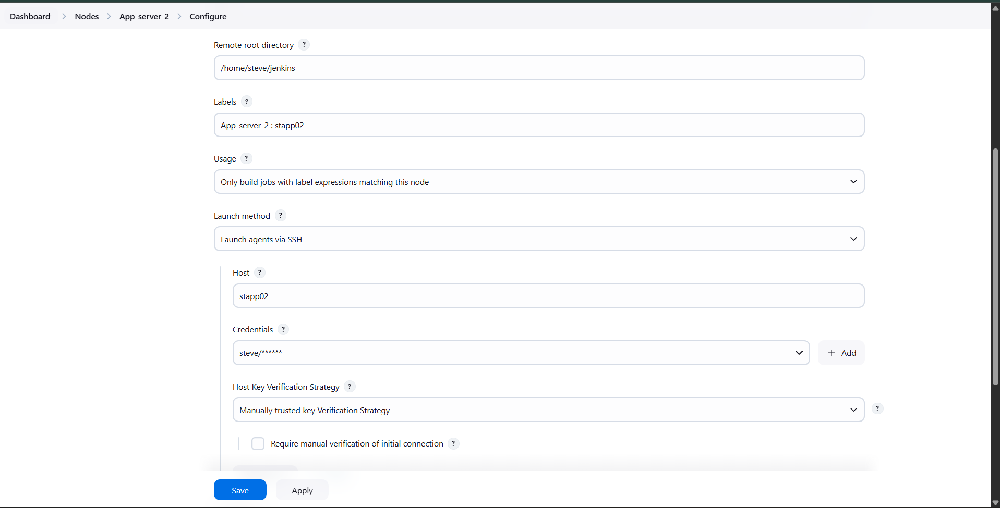 Dashboard > Nodes > App_server_2 > Configure
Remote root directory ?
/home/steve/jenkins
Labels ?
App_server_2 : stapp02
Usage ?
Only build jobs with label expressions matching this node
Launch method ?
Launch agents via SSH
Host ?
stapp02
Credentials ?
steve/******
+ Add
Host Key Verification Strategy ?
Manually trusted key Verification Strategy
?
Require manual verification of initial connection ?
Save Apply